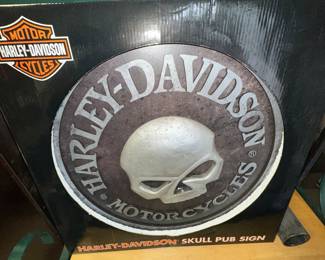 MOTOR
HARLEY-DAVIDSON
CYCLES
HARLEY-DAVIDSON
MOTORCYCLES®
HARLEY-DAVIDSON® SKULL PUB SIGN